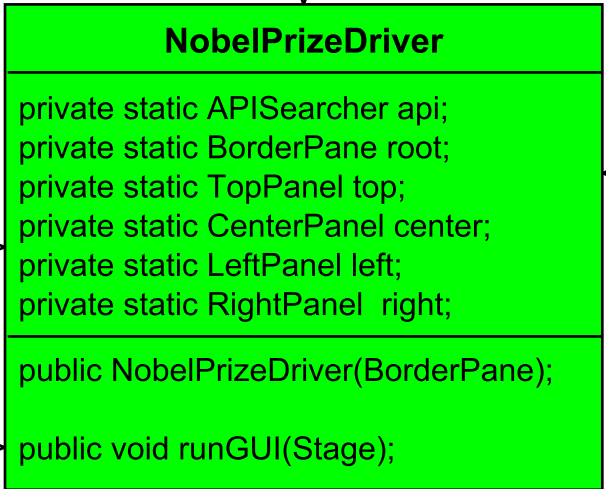 NobelPrizeDriver
private static APISearcher api;
private static BorderPane root;
private static TopPanel top;
private static CenterPanel center;
private static LeftPanel left;
private static RightPanel  right;
public NobelPrizeDriver(BorderPane);
public void runGUI(Stage);